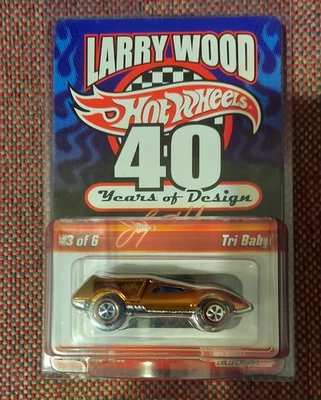 LARRY WOOD
Hot Wheels
40
Years of Design
#3 of 6
Tri Baby